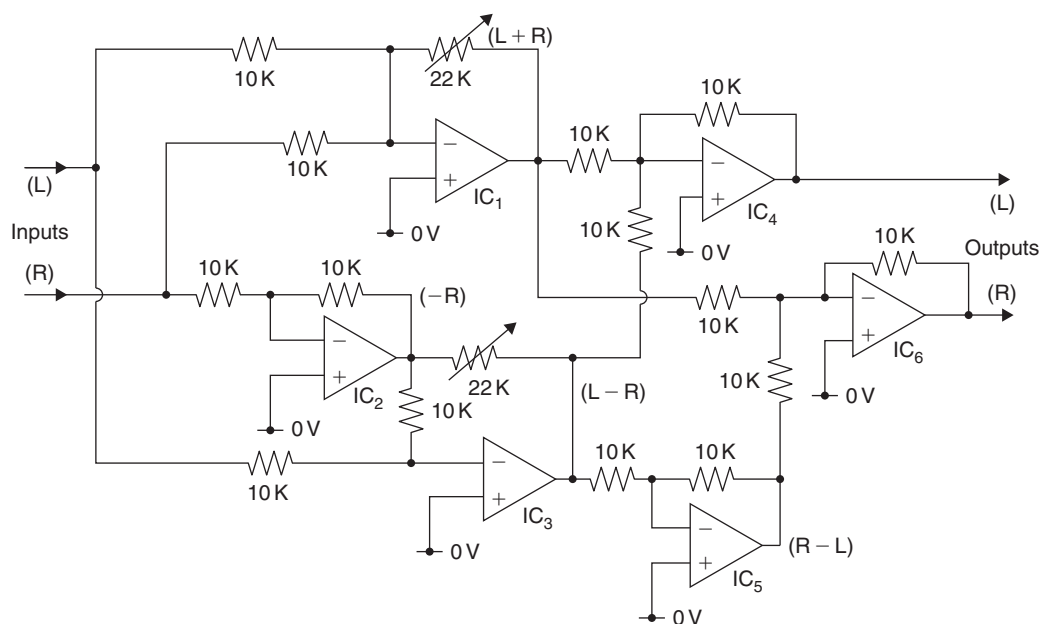 (L+R)
10 K
22 K
10 K
10 K
10 K
(L)
IC1
IC4
(L)
Inputs
0 V
10 K
0 V
10 K
Outputs
(R)
10 K
10 K
(−R)
(R)
10 K
IC6
IC2
22 K
(L−R)
10 K
0 V
10 K
0 V
10 K
10 K
10 K
IC3
0 V
(R−L)
IC5
0 V